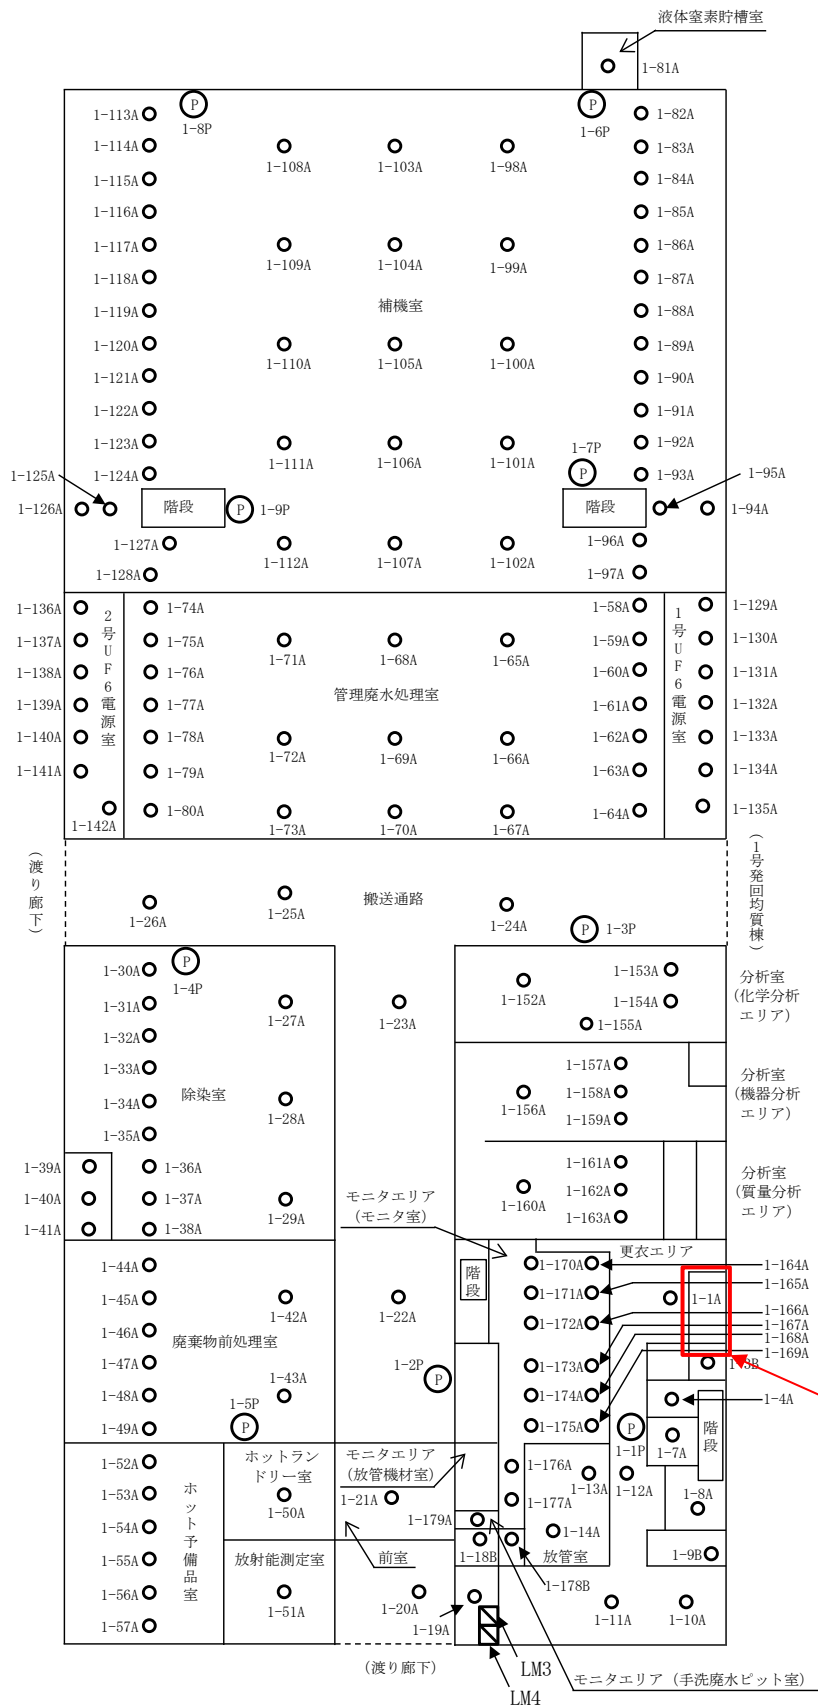 液体窒素貯槽室
1-81A
P
P
1-113A
1-8P
1-6P
1-82A
1-114A
1-108A
1-103A
1-98A
1-83A
1-115A
1-84A
1-116A
1-85A
1-117A
1-109A
1-104A
1-99A
1-86A
1-118A
1-87A
補機室
1-119A
1-88A
1-120A
1-110A
1-105A
1-100A
1-89A
1-121A
1-90A
1-122A
1-91A
1-123A
1-111A
1-106A
1-101A
1-7P
1-92A
1-124A
P
1-93A
1-125A
1-95A
1-126A
階段
P
1-9P
階段
1-94A
1-127A
1-112A
1-107A
1-102A
1-96A
1-128A
1-97A
1-136A
2号UF6電源室
1-74A
1-58A
1号UF6電源室
1-129A
1-137A
1-75A
1-71A
1-68A
1-65A
1-59A
1-130A
1-138A
1-76A
1-60A
1-131A
管理廃水処理室
1-139A
1-77A
1-61A
1-132A
1-140A
1-78A
1-72A
1-69A
1-66A
1-62A
1-133A
1-141A
1-79A
1-63A
1-134A
1-142A
1-80A
1-73A
1-70A
1-67A
1-64A
1-135A
(渡り廊下)
(1号発回均質棟)
搬送通路
1-26A
1-25A
1-24A
P
1-3P
1-30A
P
1-4P
1-153A
分析室
(化学分析
エリア)
1-31A
1-27A
1-23A
1-152A
1-154A
1-155A
1-32A
1-33A
1-157A
分析室
(機器分析
エリア)
除染室
1-34A
1-28A
1-156A
1-158A
1-35A
1-159A
1-39A
1-36A
1-161A
分析室
(質量分析
エリア)
1-40A
1-37A
1-29A
1-160A
1-162A
1-41A
1-38A
1-163A
モニタエリア
(モニタ室)
更衣エリア
1-44A
階段
1-170A
1-164A
1-45A
1-42A
1-22A
1-171A
1-1A
1-165A
1-46A
1-172A
1-166A
1-167A
廃棄物前処理室
1-168A
1-47A
1-2P
1-173A
1-3B
1-169A
1-48A
1-43A
P
1-174A
1-4A
1-5P
1-49A
P
1-175A
P
1-1P
1-7A
階段
1-52A
ホットラン
ドリー室
モニタエリア
(放管機材室)
1-176A
1-13A
1-12A
1-53A
ホット予備品室
1-50A
1-21A
1-177A
1-8A
1-54A
1-179A
1-14A
1-55A
放射能測定室
前室
1-18B
放管室
1-9B
1-56A
1-51A
1-20A
1-178B
1-57A
1-19A
1-11A
1-10A
(渡り廊下)
LM3
モニタエリア (手洗廃水ピット室)
LM4